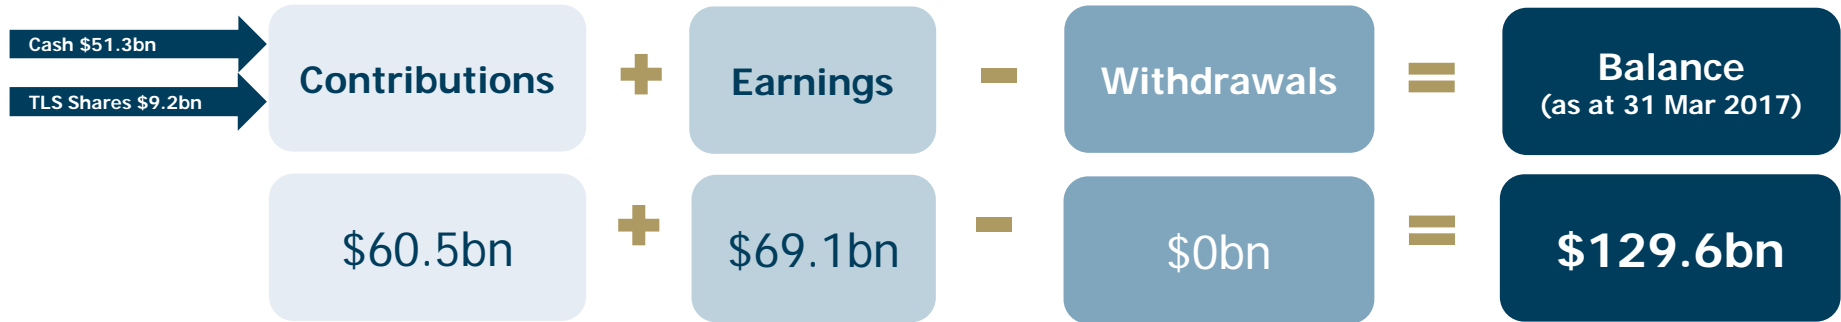 Cash $51.3bn
TLS Shares $9.2bn
Contributions + Earnings - Withdrawals = Balance
(as at 31 Mar 2017)
$60.5bn + $69.1bn - $0bn = $129.6bn